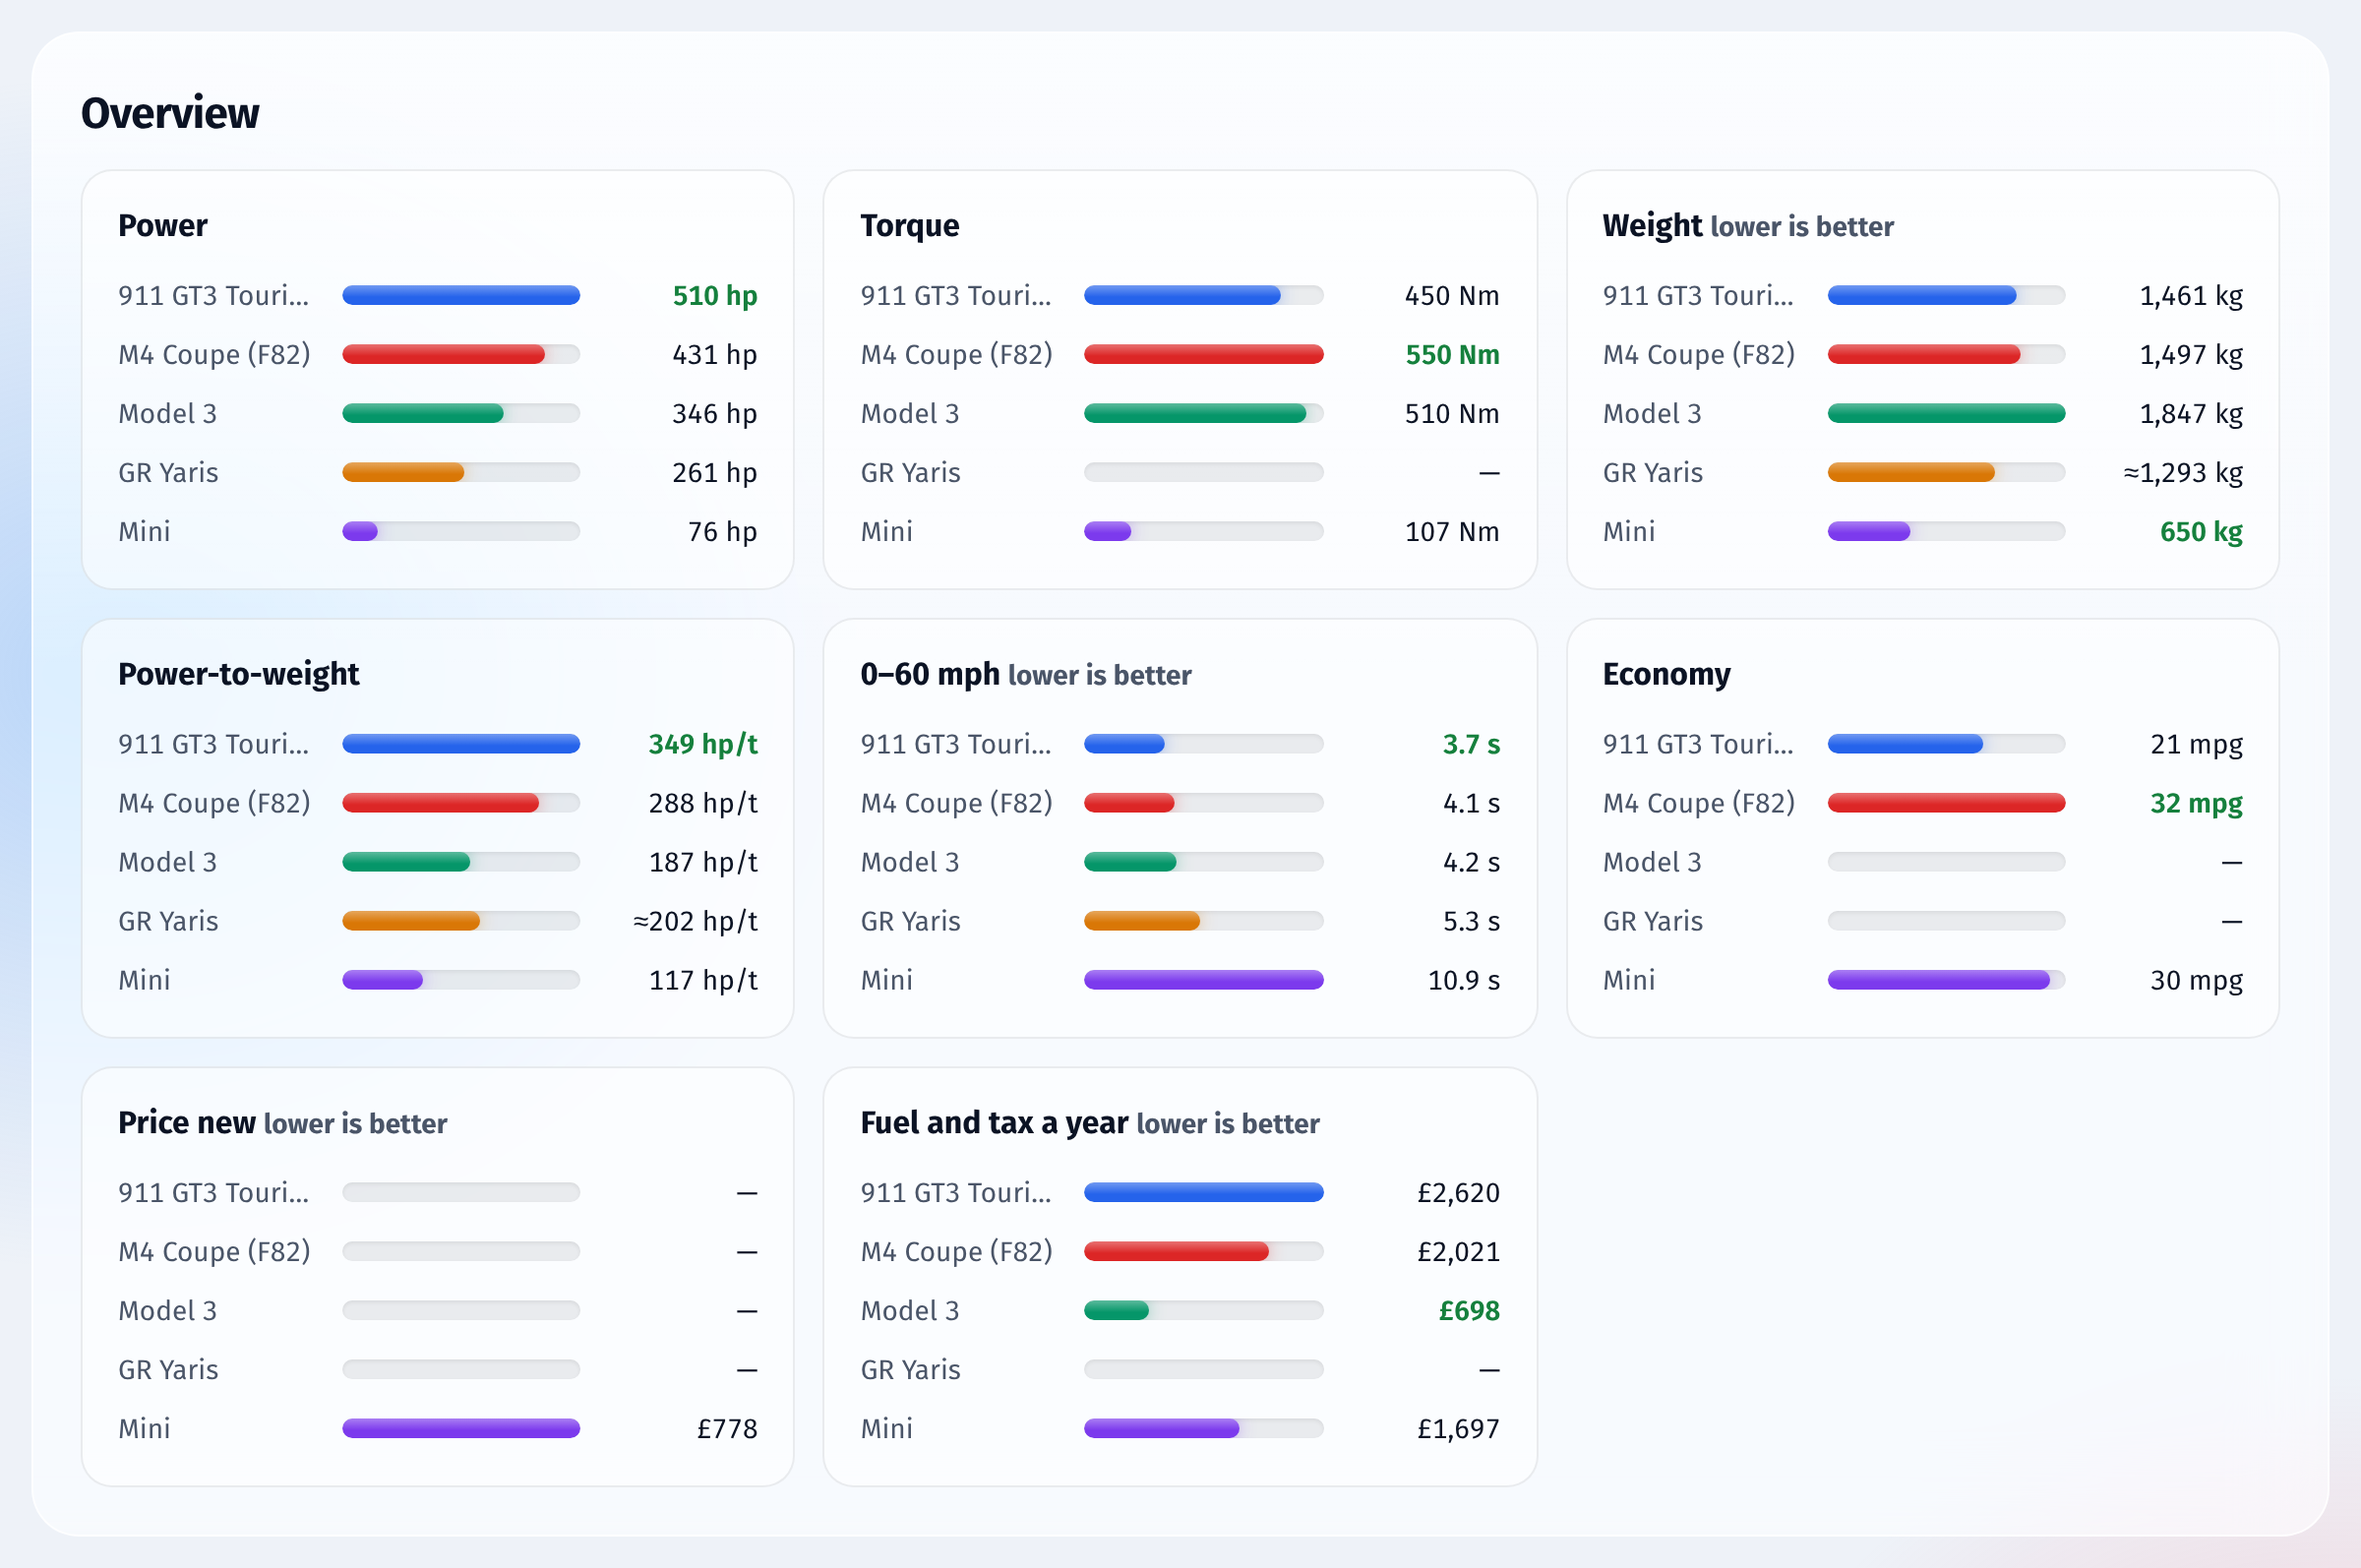 Overview
Power
911 GT3 Touri... 510 hp
M4 Coupe (F82) 431 hp
Model 3 346 hp
GR Yaris 261 hp
Mini 76 hp
Torque
911 GT3 Touri... 450 Nm
M4 Coupe (F82) 550 Nm
Model 3 510 Nm
GR Yaris —
Mini 107 Nm
Weight lower is better
911 GT3 Touri... 1,461 kg
M4 Coupe (F82) 1,497 kg
Model 3 1,847 kg
GR Yaris ≈1,293 kg
Mini 650 kg
Power-to-weight
911 GT3 Touri... 349 hp/t
M4 Coupe (F82) 288 hp/t
Model 3 187 hp/t
GR Yaris ≈202 hp/t
Mini 117 hp/t
0–60 mph lower is better
911 GT3 Touri... 3.7 s
M4 Coupe (F82) 4.1 s
Model 3 4.2 s
GR Yaris 5.3 s
Mini 10.9 s
Economy
911 GT3 Touri... 21 mpg
M4 Coupe (F82) 32 mpg
Model 3 —
GR Yaris —
Mini 30 mpg
Price new lower is better
911 GT3 Touri... —
M4 Coupe (F82) —
Model 3 —
GR Yaris —
Mini £778
Fuel and tax a year lower is better
911 GT3 Touri... £2,620
M4 Coupe (F82) £2,021
Model 3 £698
GR Yaris —
Mini £1,697